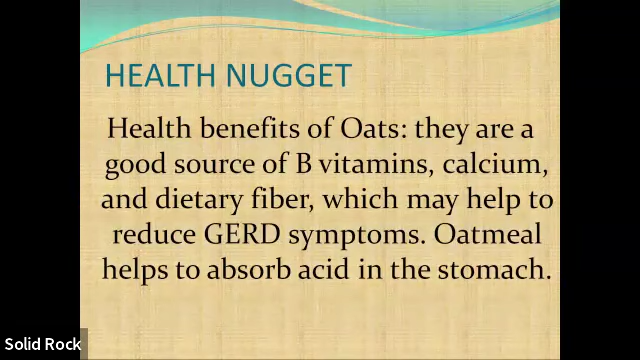 HEALTH NUGGET
Health benefits of Oats: they are a
good source of B vitamins, calcium,
and dietary fiber, which may help to
reduce GERD symptoms. Oatmeal
helps to absorb acid in the stomach.
Solid Rock